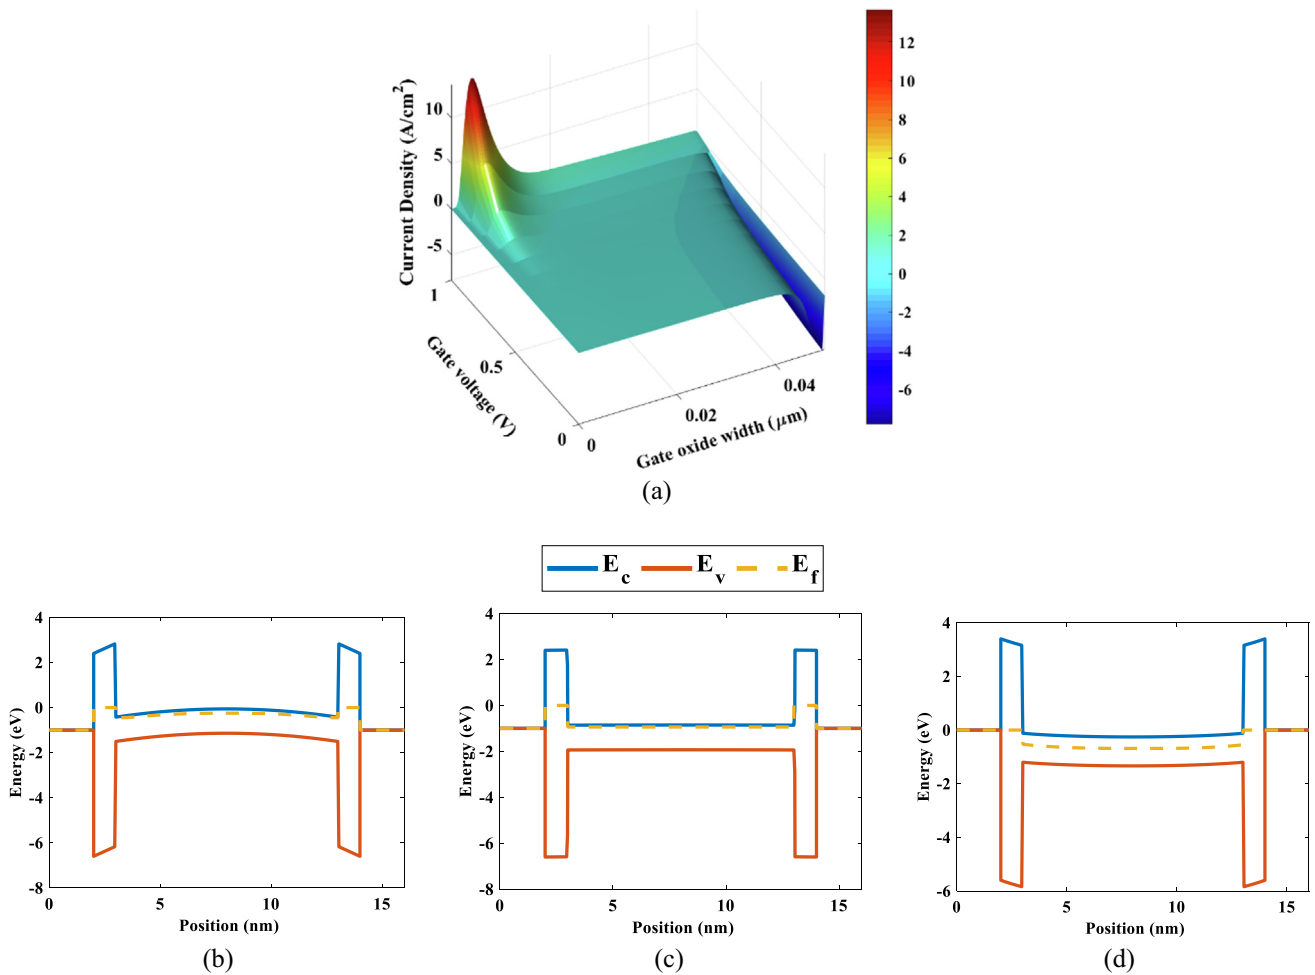 12
10
8
6
4
2
0
-2
-4
-6
Current Density (A/cm²)
10
5
0
-5
1
0.5
0
Gate voltage (V)
0
0.02
0.04
Gate oxide width (μm)
(a)
E_c E_v E_f
Energy (eV)
4
2
0
-2
-4
-6
-8
0 5 10 15
Position (nm)
(b)
Energy (eV)
4
2
0
-2
-4
-6
-8
0 5 10 15
Position (nm)
(c)
Energy (eV)
4
2
0
-2
-4
-6
0 5 10 15
Position (nm)
(d)